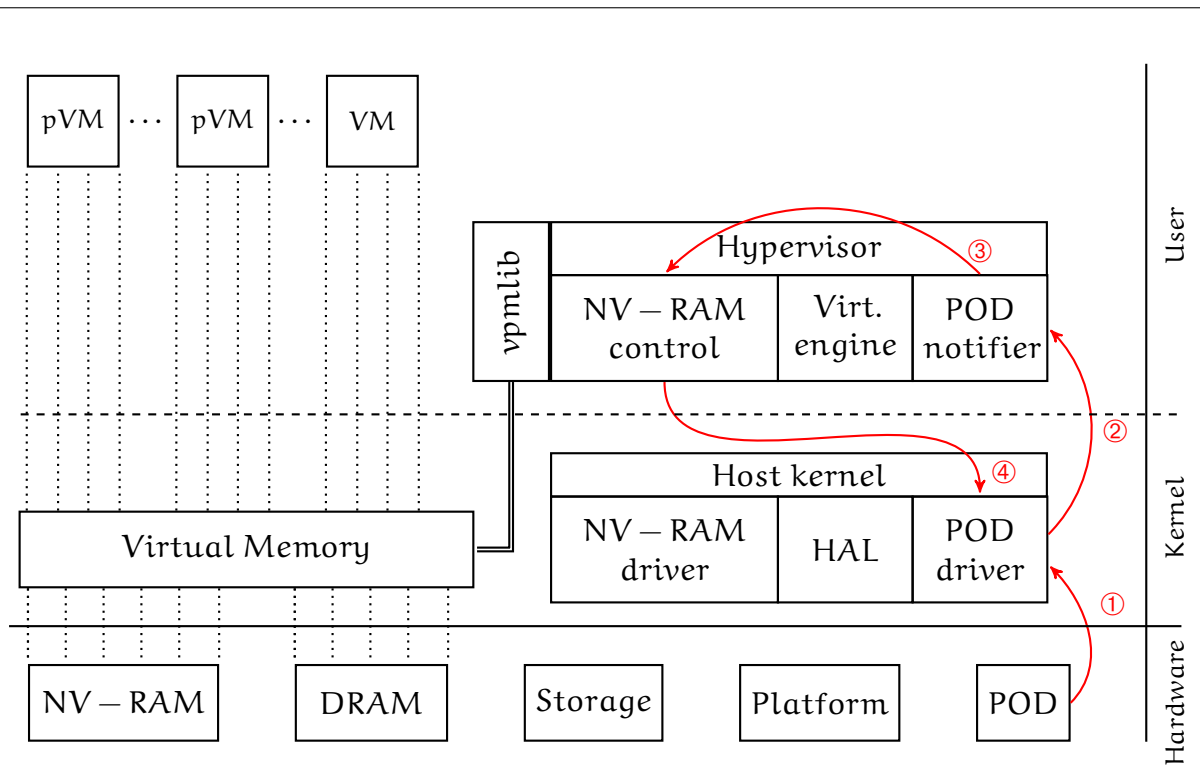 pVM ··· pVM ··· VM
User
vpmlib
Hypervisor
③
NV – RAM
control
Virt.
engine
POD
notifier
②
Host kernel
④
NV – RAM
driver
HAL
POD
driver
Kernel
Virtual Memory
①
NV – RAM
DRAM
Storage
Platform
POD
Hardware